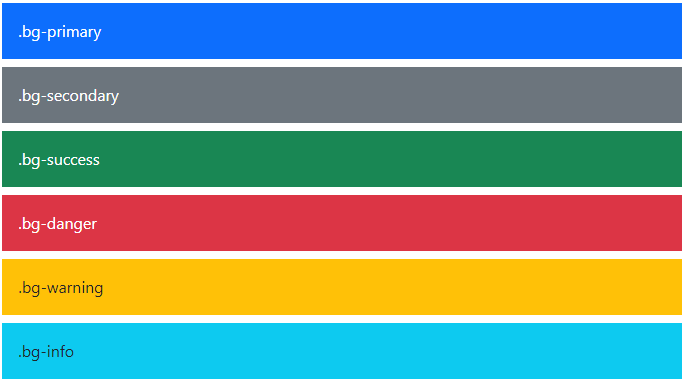 .bg-primary
.bg-secondary
.bg-success
.bg-danger
.bg-warning
.bg-info